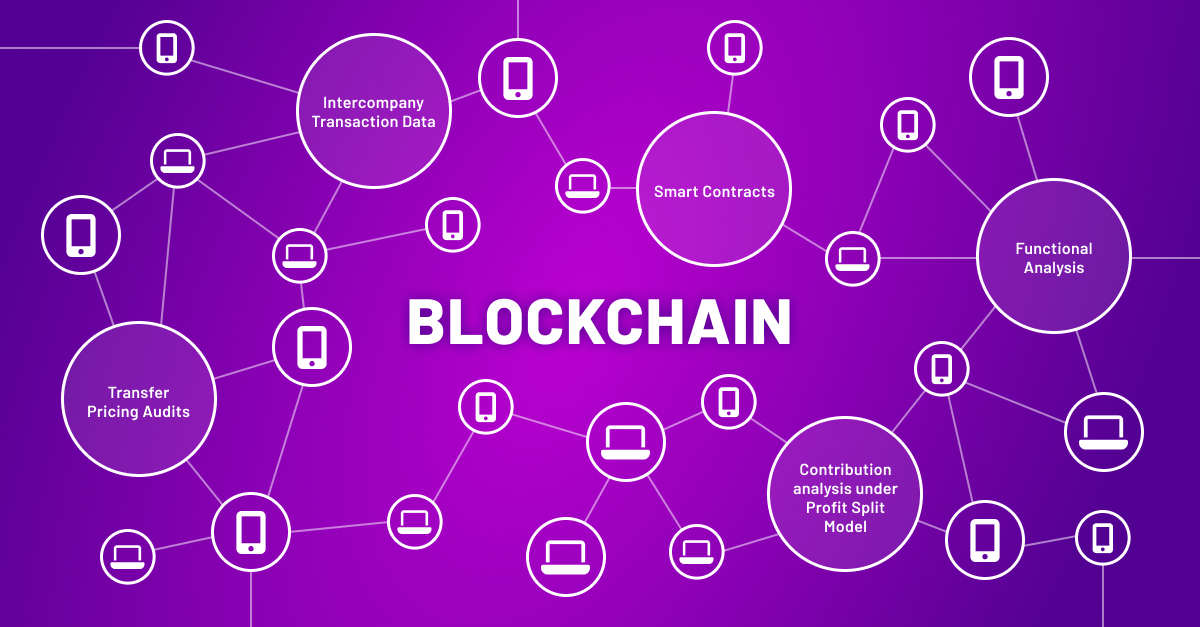 Intercompany
Transaction Data
Smart Contracts
Functional
Analysis
BLOCKCHAIN
Transfer
Pricing Audits
Contribution
analysis under
Profit Split
Model